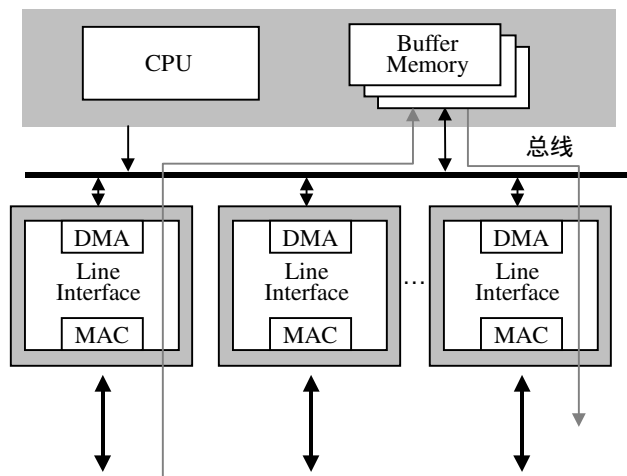 CPU
Buffer
Memory
总线
DMA
Line
Interface
MAC
DMA
Line
Interface
MAC
...
DMA
Line
Interface
MAC